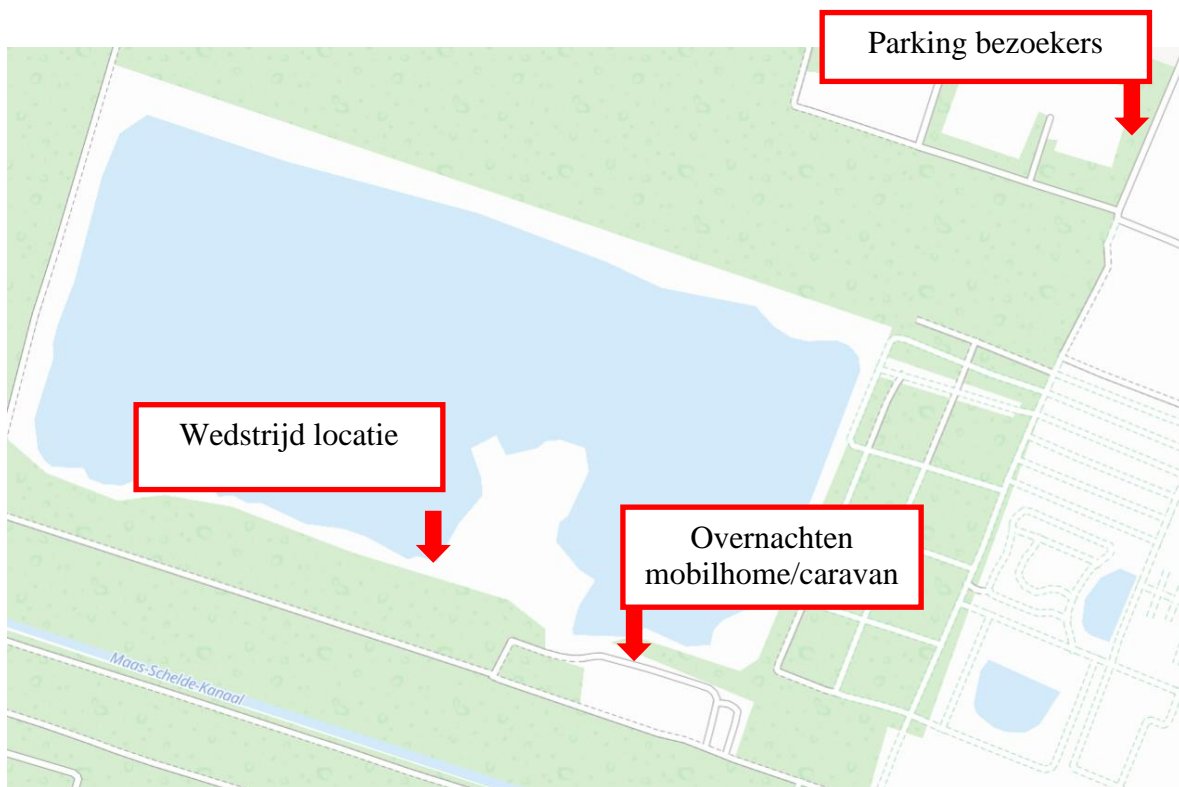 Parking bezoekers
Wedstrijd locatie
Overnachten
mobilhome/caravan
Maas-Schelde-Kanaal